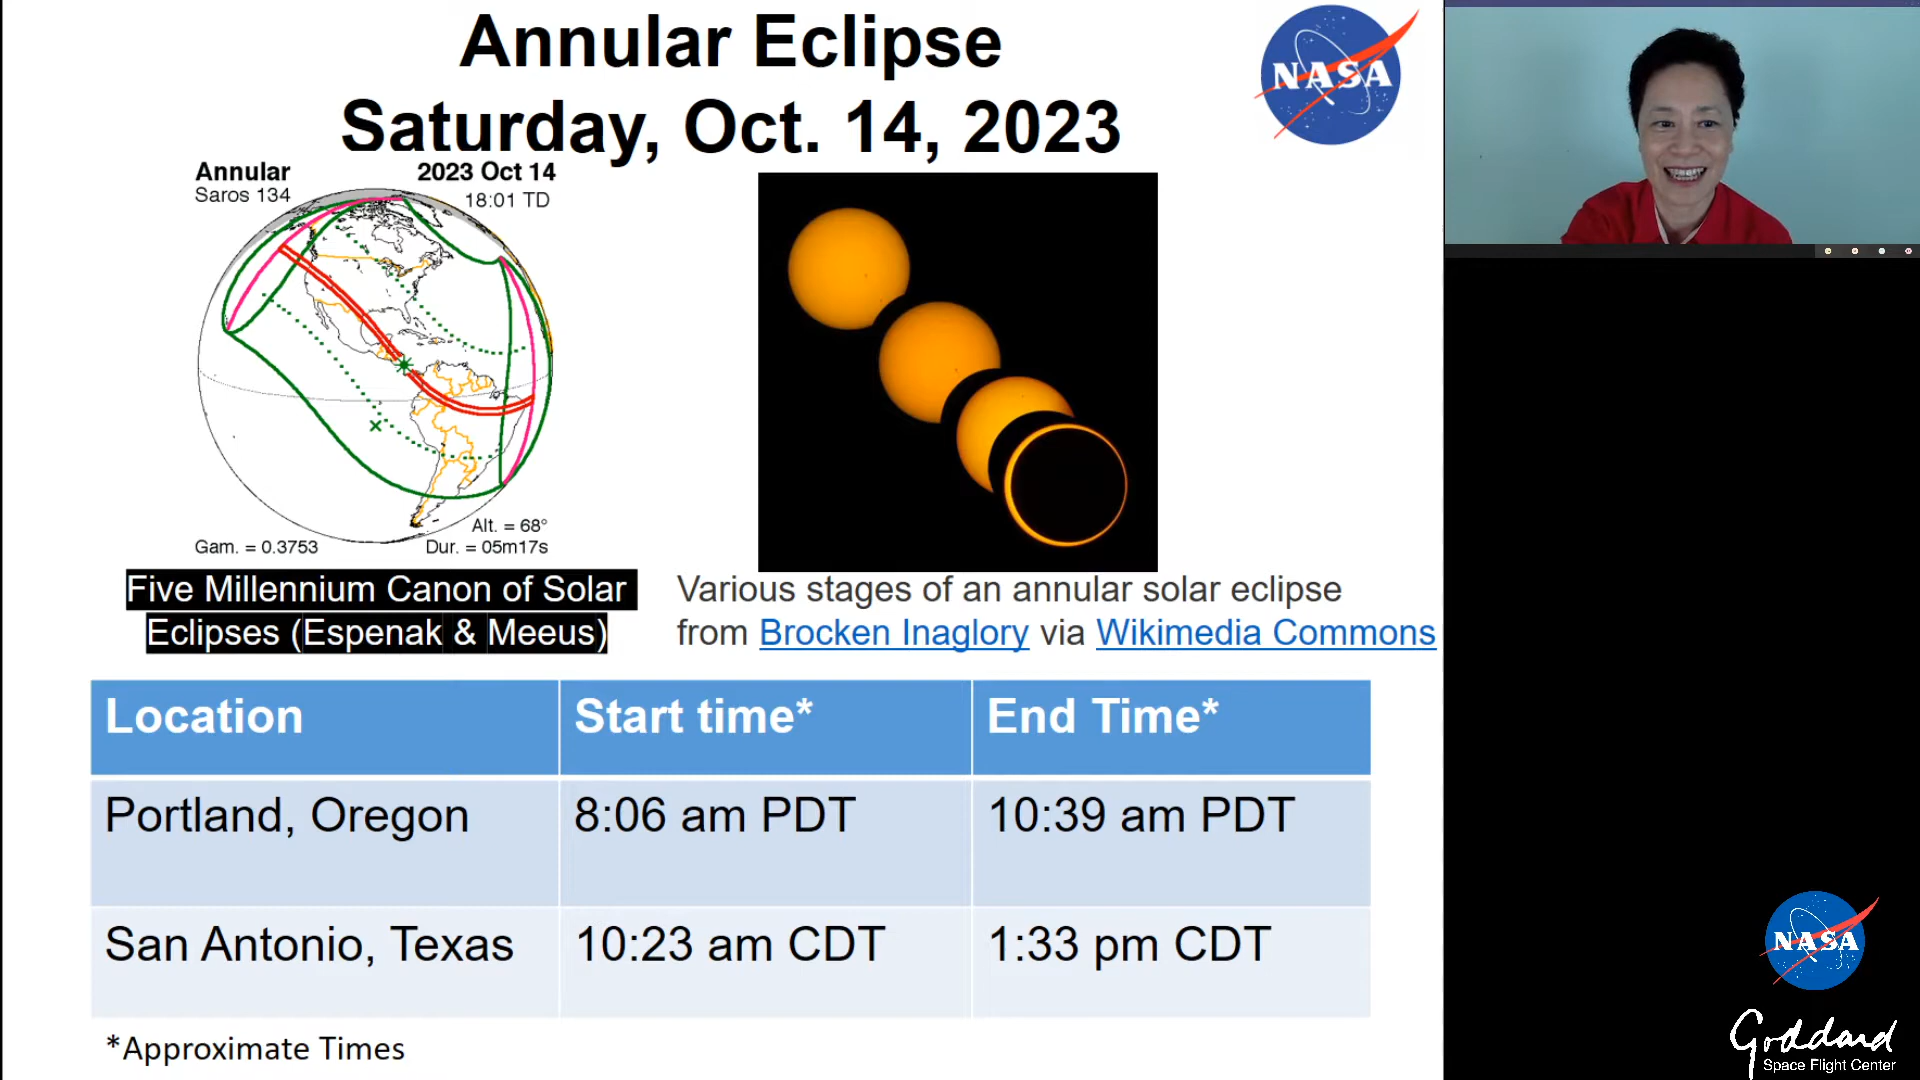 Annular Eclipse
Saturday, Oct. 14, 2023
NASA
Annular
Saros 134
2023 Oct 14
18:01 TD
Alt. = 68°
Gam. = 0.3753
Dur. = 05m17s
Five Millennium Canon of Solar
Eclipses (Espenak & Meeus)
Various stages of an annular solar eclipse
from Brocken Inaglory via Wikimedia Commons
Location Start time* End Time*
Portland, Oregon 8:06 am PDT 10:39 am PDT
San Antonio, Texas 10:23 am CDT 1:33 pm CDT
*Approximate Times
NASA
Goddard
Space Flight Center